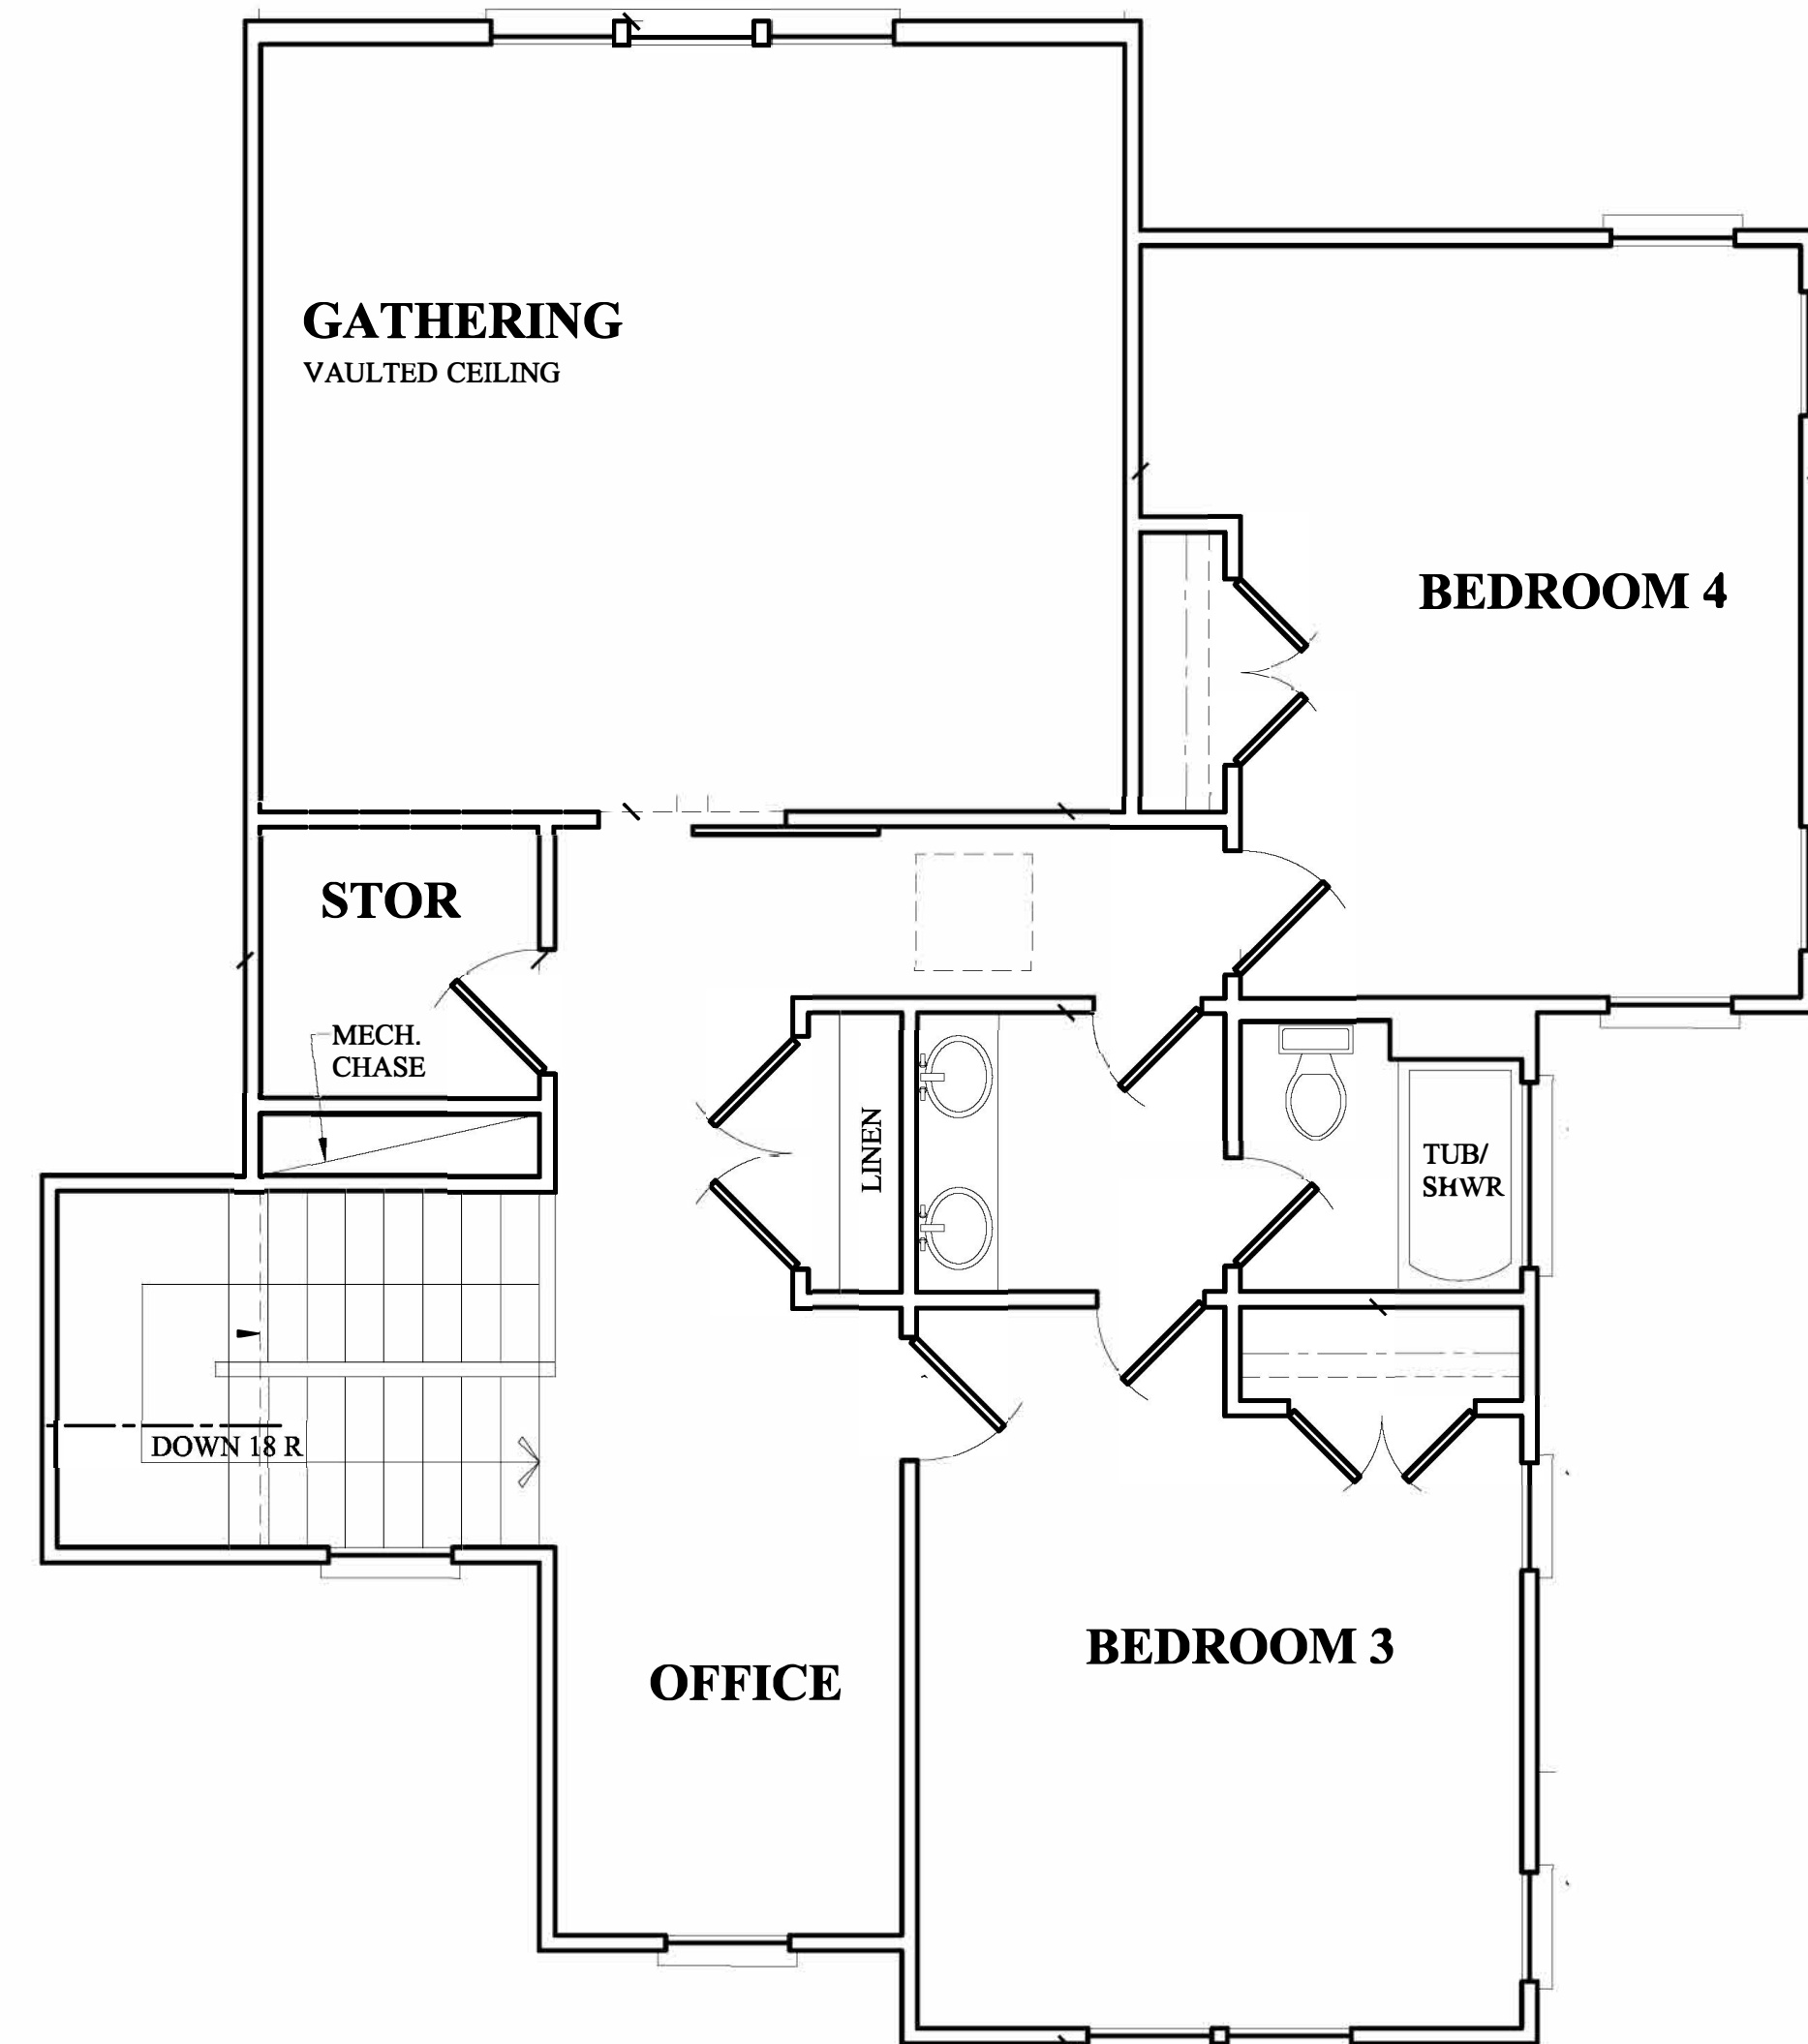 GATHERING
VAULTED CEILING
BEDROOM 4
STOR
MECH.
CHASE
LINEN
TUB/
SHWR
DOWN 18 R
BEDROOM 3
OFFICE